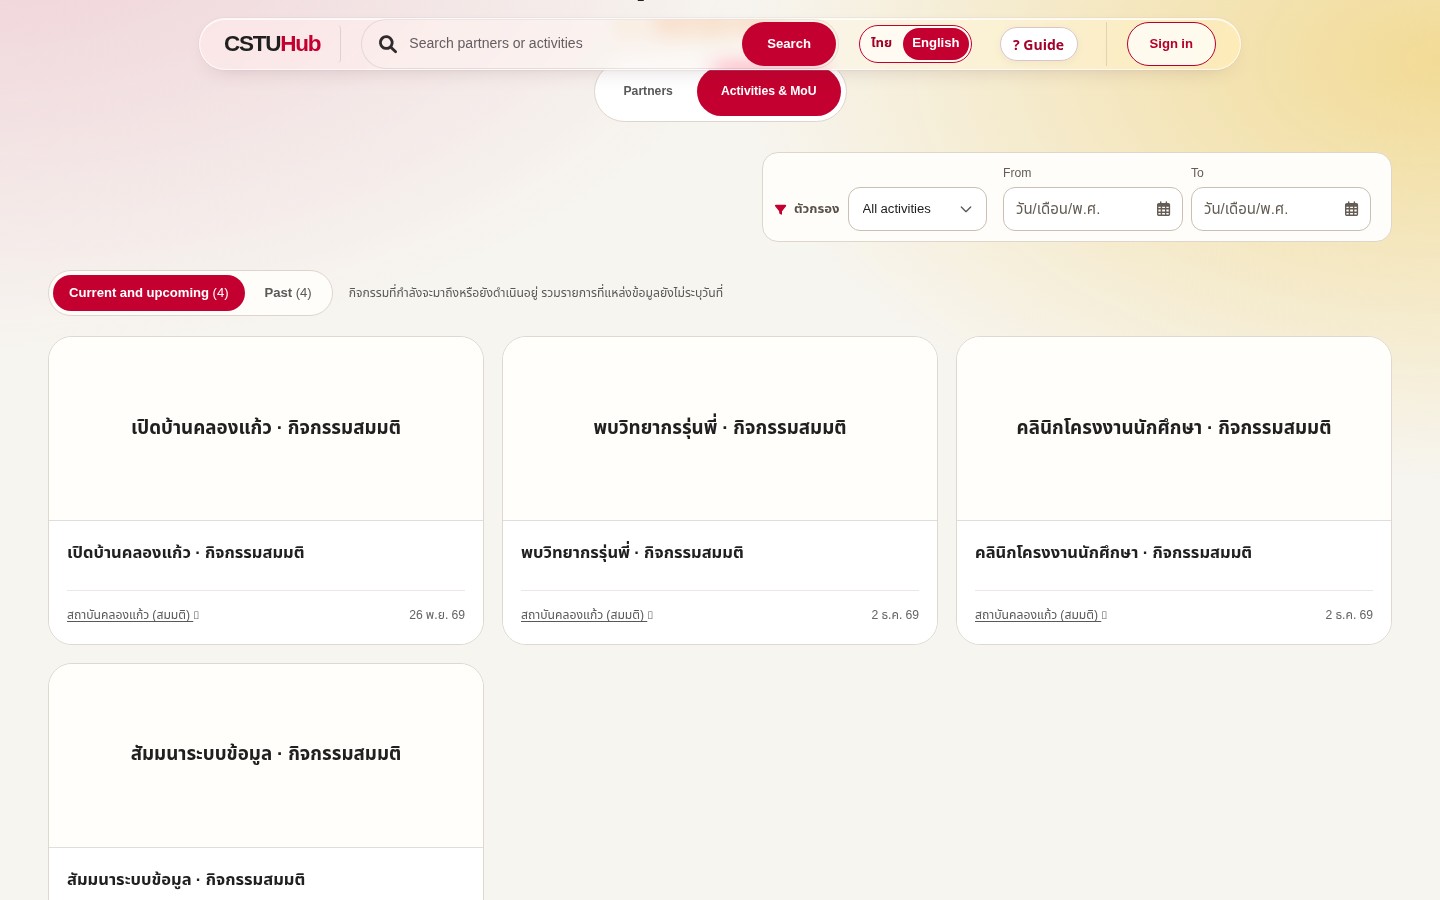 CSTUHub
Search partners or activities
Search
ไทย English
? Guide
Sign in
Partners
Activities & MoU
From
To
ตัวกรอง
All activities
วัน/เดือน/พ.ศ.
วัน/เดือน/พ.ศ.
Current and upcoming (4)
Past (4)
กิจกรรมที่กำลังจะมาถึงหรือยังดำเนินอยู่ รวมรายการที่แหล่งข้อมูลยังไม่ระบุวันที่
เปิดบ้านคลองแก้ว · กิจกรรมสมมติ
พบวิทยากรรุ่นพี่ · กิจกรรมสมมติ
คลินิกโครงงานนักศึกษา · กิจกรรมสมมติ
เปิดบ้านคลองแก้ว · กิจกรรมสมมติ
สถาบันคลองแก้ว (สมมติ)
26 พ.ย. 69
พบวิทยากรรุ่นพี่ · กิจกรรมสมมติ
สถาบันคลองแก้ว (สมมติ)
2 ธ.ค. 69
คลินิกโครงงานนักศึกษา · กิจกรรมสมมติ
สถาบันคลองแก้ว (สมมติ)
2 ธ.ค. 69
สัมมนาระบบข้อมูล · กิจกรรมสมมติ
สัมมนาระบบข้อมูล · กิจกรรมสมมติ